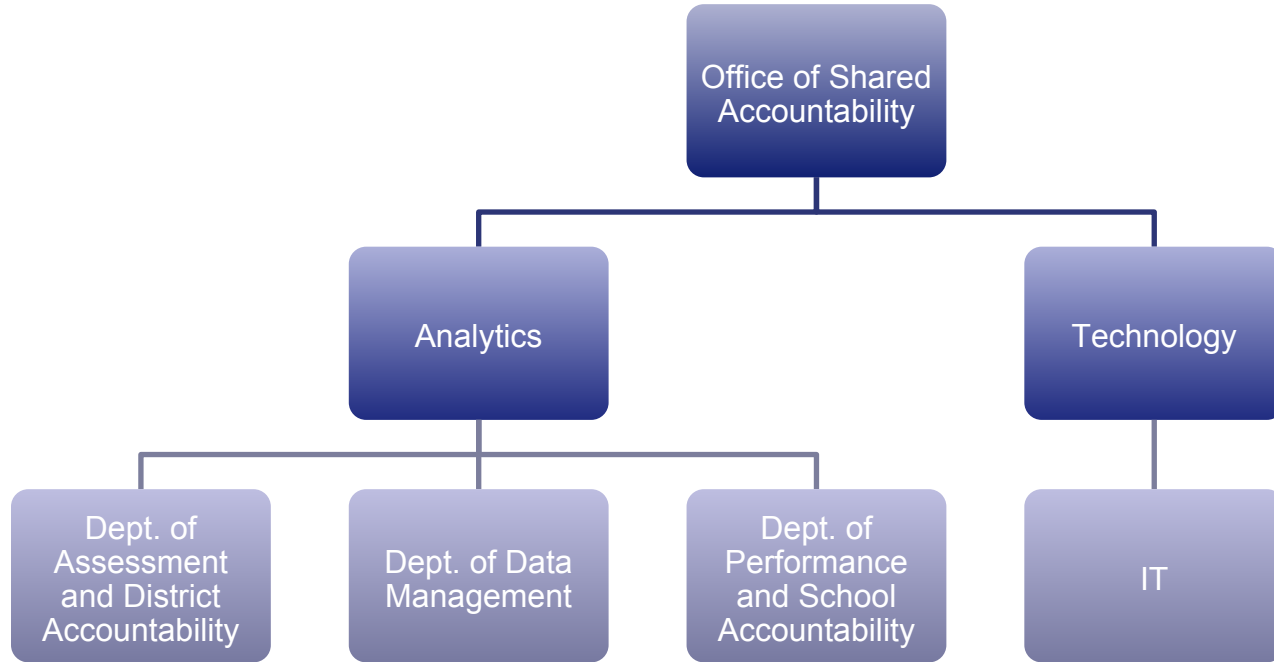 Office of Shared
Accountability
Analytics
Technology
Dept. of
Assessment
and District
Accountability
Dept. of Data
Management
Dept. of
Performance
and School
Accountability
IT